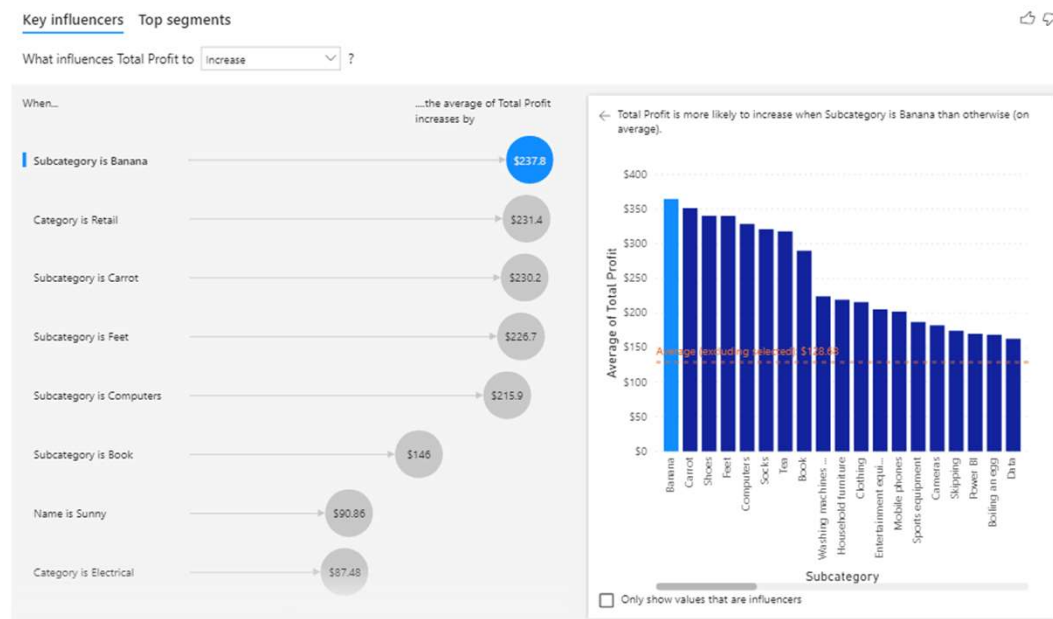 Key influencers Top segments
What influences Total Profit to Increase ?
When...
....the average of Total Profit
increases by
Subcategory is Banana $237.8
Category is Retail $231.4
Subcategory is Carrot $230.2
Subcategory is Feet $226.7
Subcategory is Computers $215.9
Subcategory is Book $146
Name is Sunny $90.86
Category is Electrical $87.48
Total Profit is more likely to increase when Subcategory is Banana than otherwise (on
average).
$400
$350
$300
$250
$200
$150
$100
$50
$0
Average of Total Profit
Average (excluding selected): $128.63
Banana
Carrot
Shoes
Feet
Computers
Socks
Tea
Book
Washing machines ...
Household furniture
Clothing
Entertainment equi...
Mobile phones
Sports equipment
Cameras
Skipping
Power BI
Boiling an egg
Data
Subcategory
Only show values that are influencers